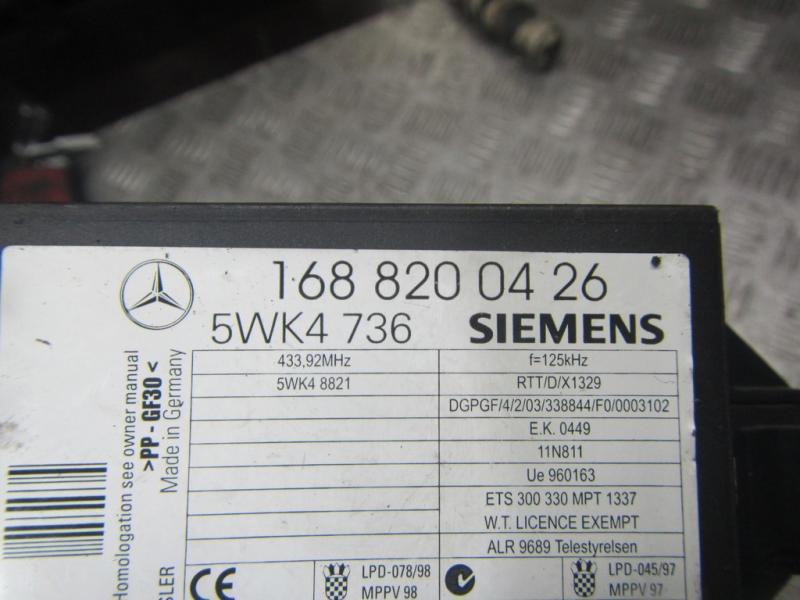 168 820 04 26
5WK4 736 SIEMENS
433,92MHz f=125kHz
5WK4 8821 RTT/D/X1329
DGPGF/4/2/03/338844/F0/0003102
E.K. 0449
11N811
Ue 960163
ETS 300 330 MPT 1337
W.T. LICENCE EXEMPT
ALR 9689 Telestyrelsen
CE LPD-078/98 LPD-045/97
MPPV 98 MPPV 97
Homologation see owner manual
>PP-GF30<
Made in Germany